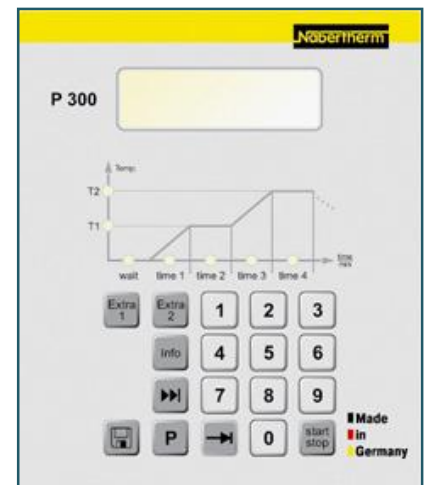 Nabertherm
P 300
Temp.
T2
T1
time
min
wait time 1 time 2 time 3 time 4
Extra 1 Extra 2 1 2 3
Info 4 5 6
7 8 9
P 0 start stop
Made
in
Germany